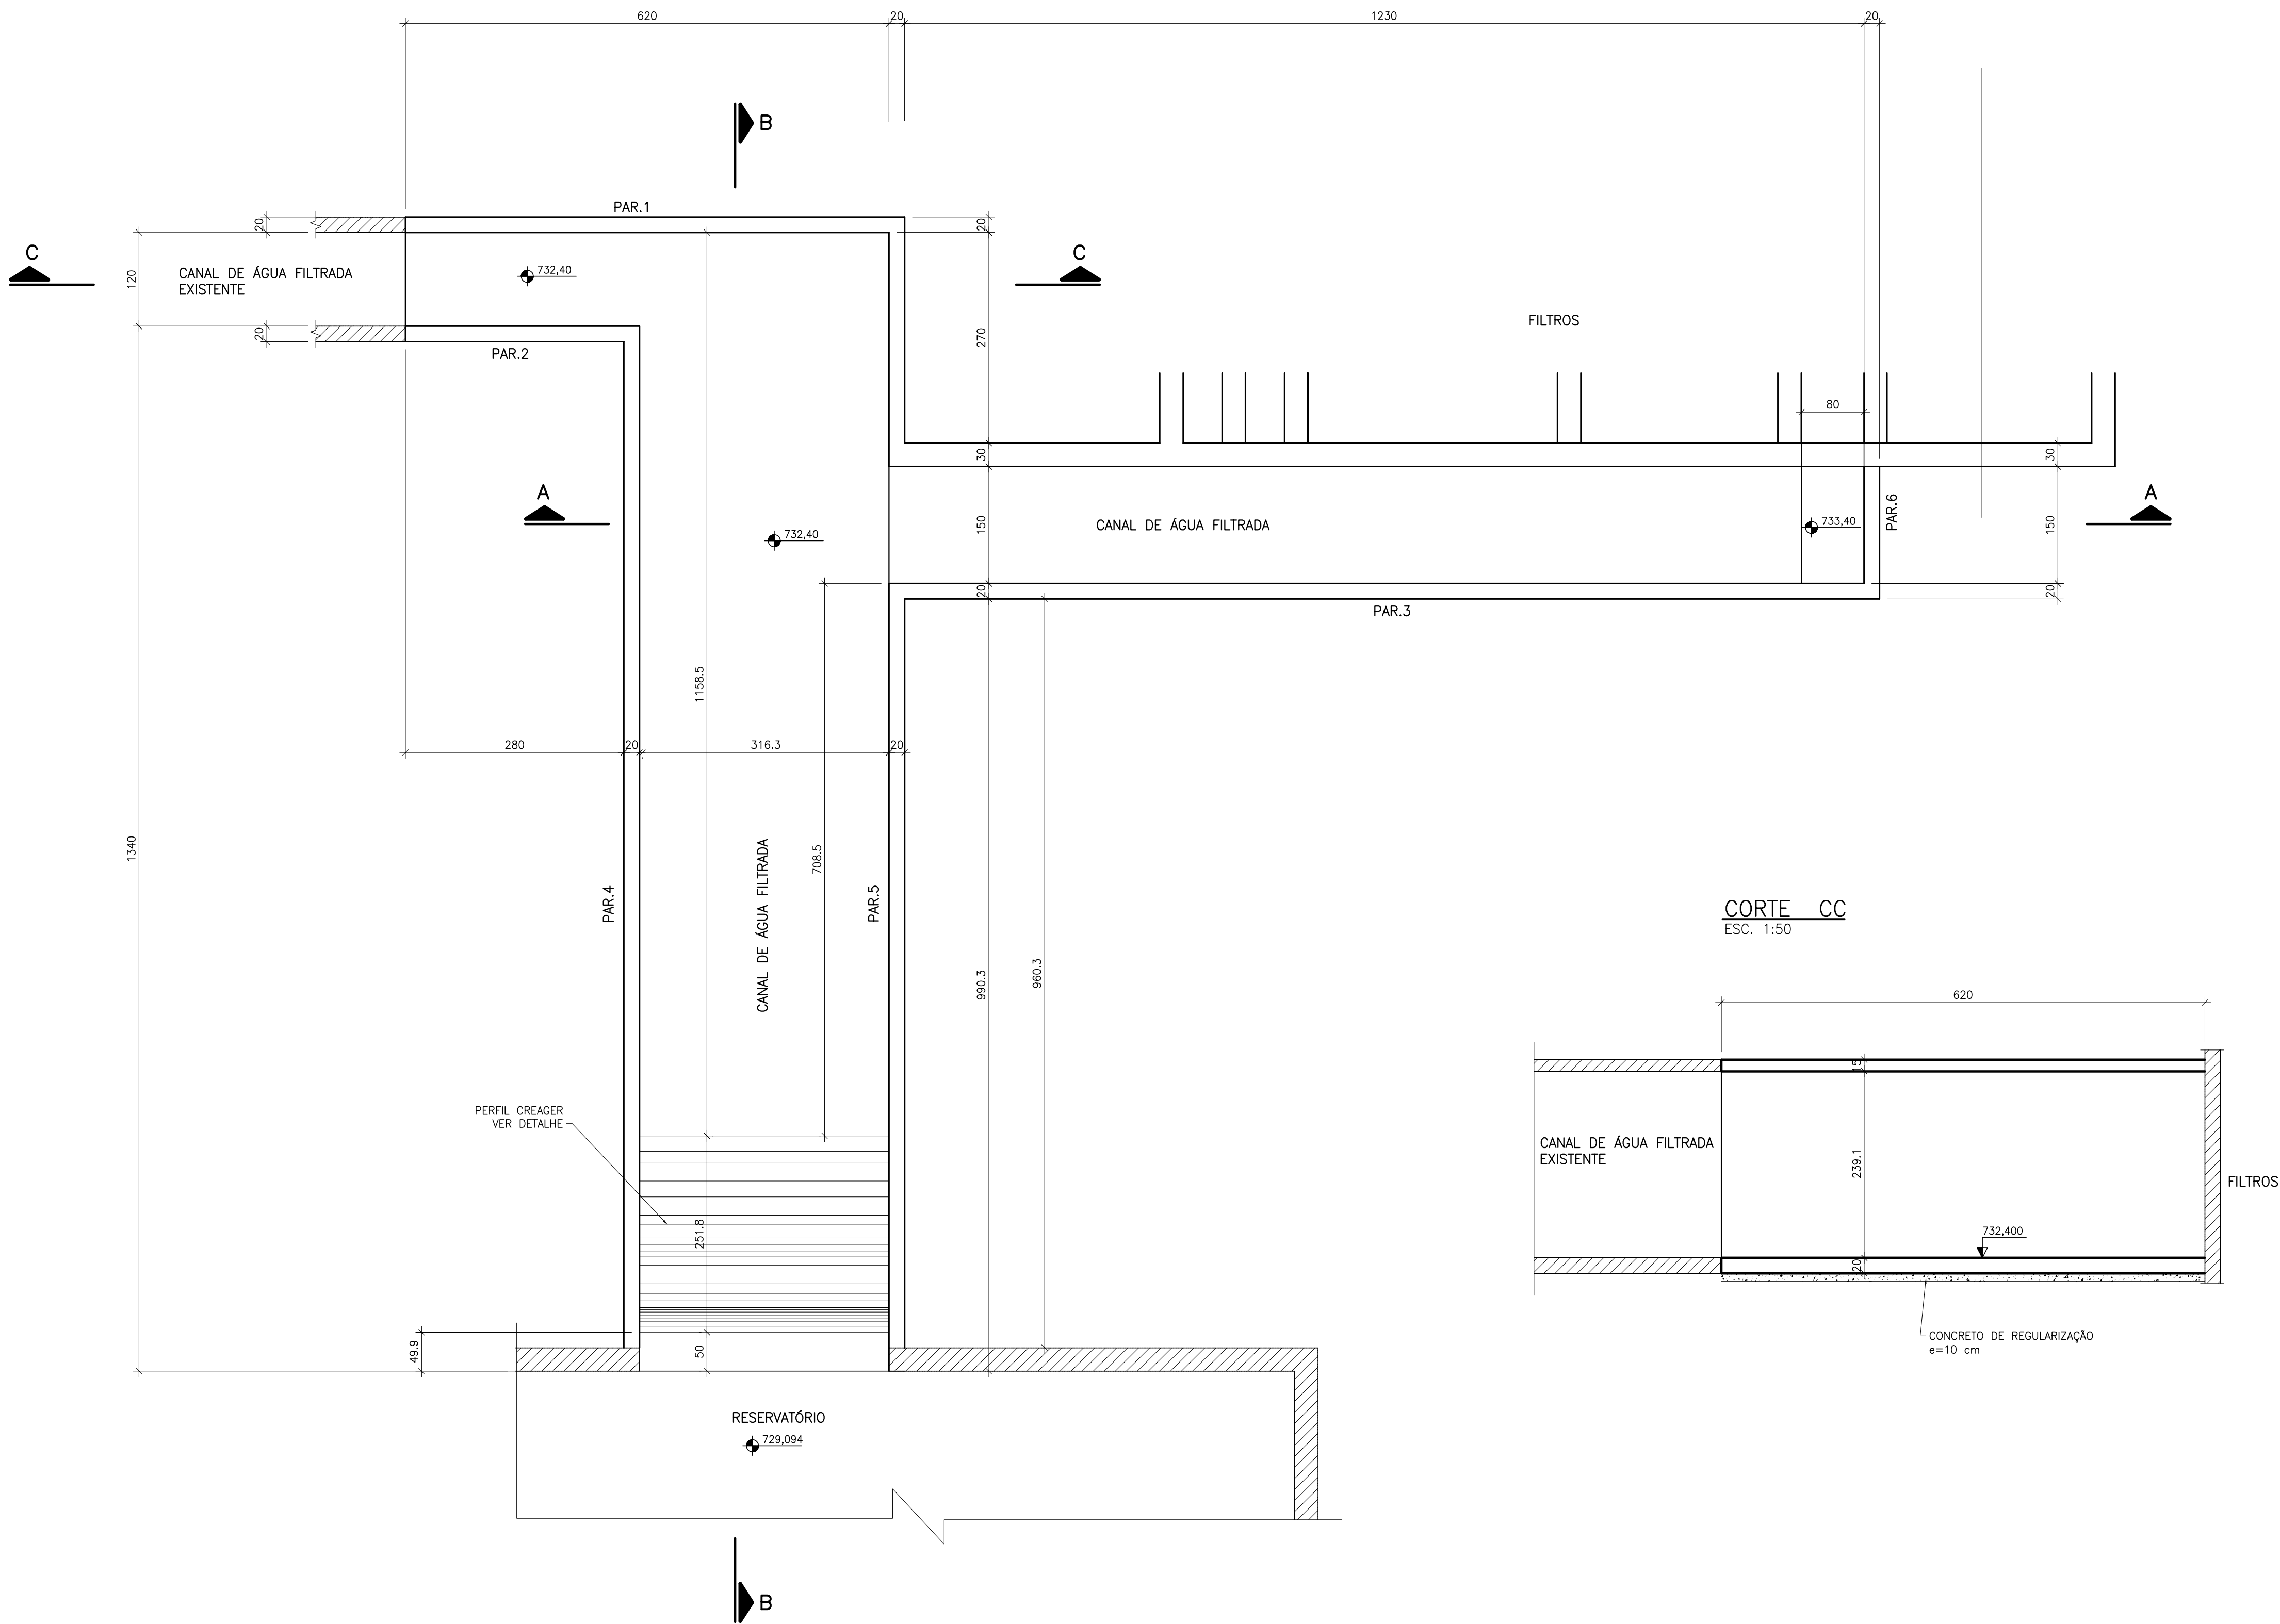 620
20
1230
20
B
PAR.1
20
20
C
CANAL DE ÁGUA FILTRADA
EXISTENTE
732,40
C
120
270
FILTROS
20
PAR.2
80
30
30
A
CANAL DE ÁGUA FILTRADA
150
733,40
PAR.6
150
A
732,40
20
20
PAR.3
1158.5
280
20
316.3
20
1340
708.5
PAR.4
CANAL DE ÁGUA FILTRADA
PAR.5
990.3
960.3
PERFIL CREAGER
VER DETALHE
251.8
49.9
50
RESERVATÓRIO
729,094
B
CORTE CC
ESC. 1:50
620
15
CANAL DE ÁGUA FILTRADA
EXISTENTE
239.1
FILTROS
732,400
20
CONCRETO DE REGULARIZAÇÃO
e=10 cm